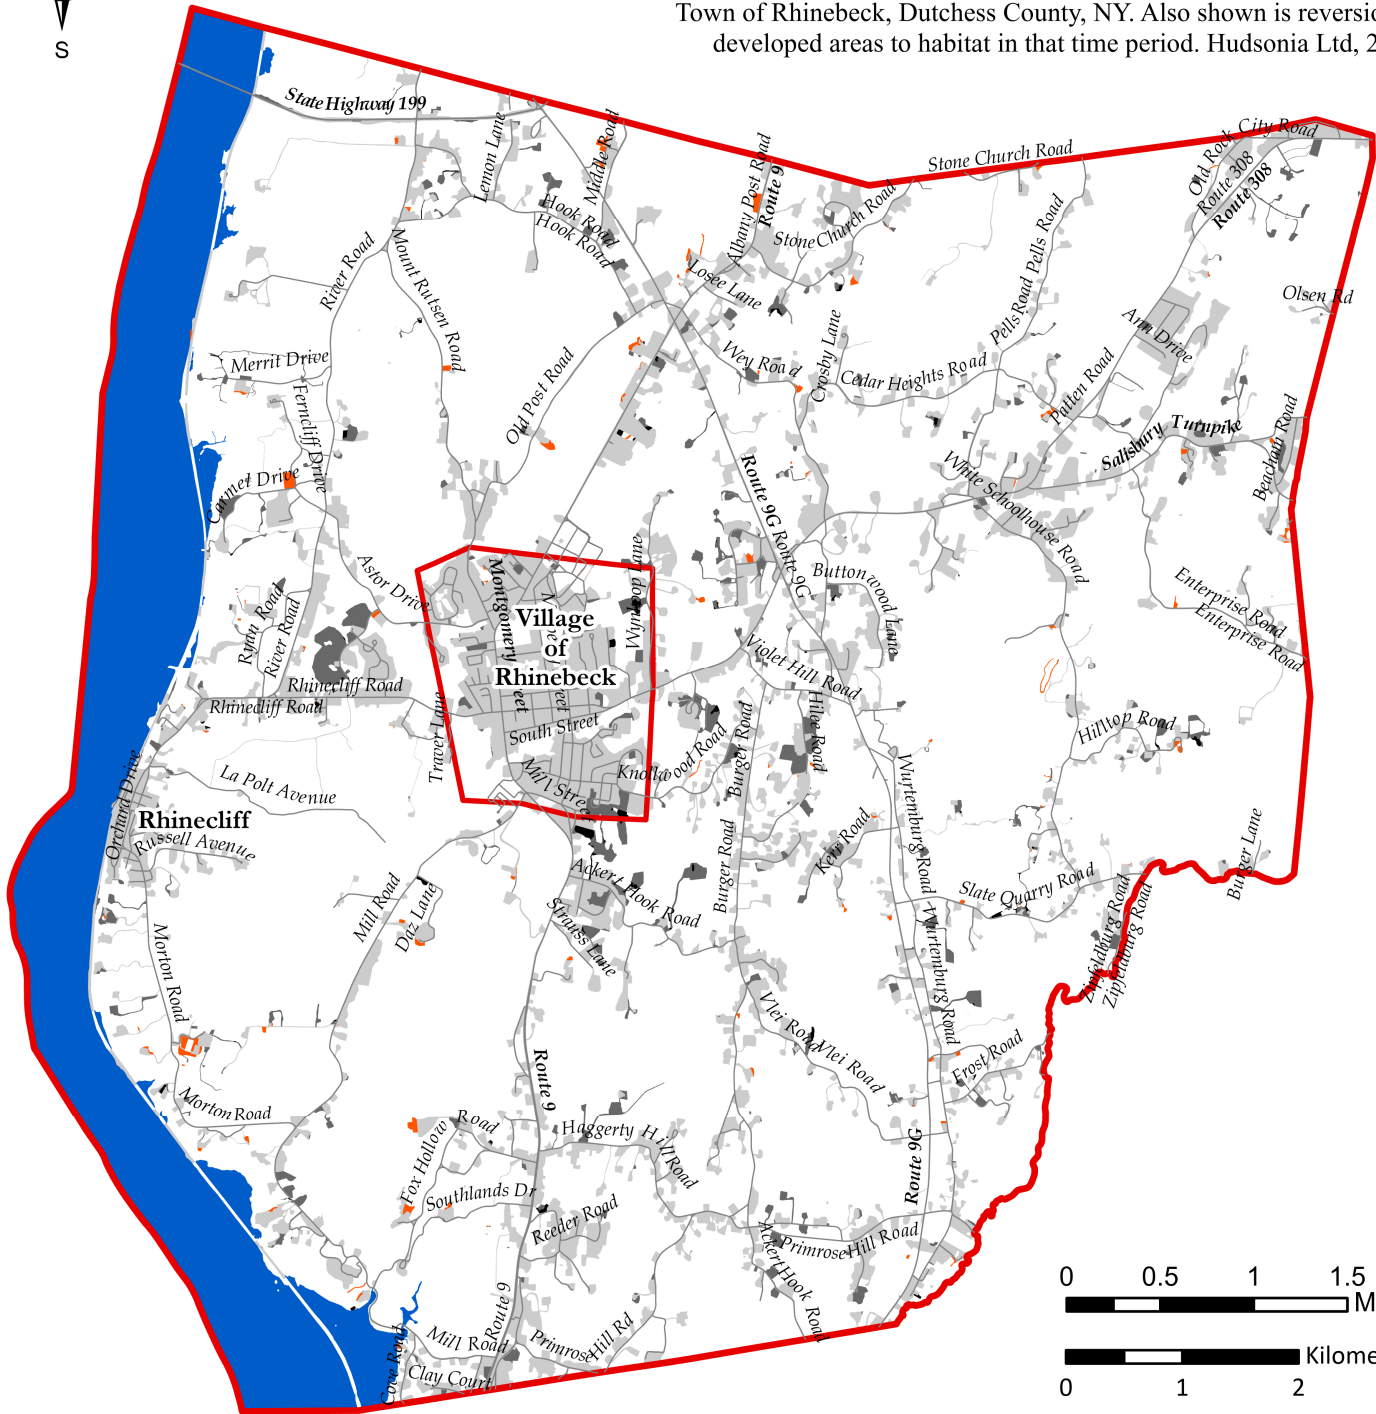 Town of Rhinebeck, Dutchess County, NY. Also shown is reversio
developed areas to habitat in that time period. Hudsonia Ltd, 2
S
State Highway 199
Lemon Lane
Middle Road
Albany Post Road
Route 9
Stone Church Road
Old Rock City Road
Route 308
Route 308
Hook Road
Hook Road
Stone Church Road
Pells Road
Pells Road
River Road
Mount Rutsen Road
Losee Lane
Olsen Rd
Ann Drive
Merrit Drive
Old Post Road
Wey Road
Crosby Lane
Cedar Heights Road
Patten Road
Ferncliff Drive
Salisbury Turnpike
Beacham Road
Carmel Drive
Route 9G
Route 9G
White Schoolhouse Road
Astor Drive
Montgomery Street
Wynkoop Lane
Buttonwood Lane
Enterprise Road
Enterprise Road
Ryan Road
River Road
Village
of
Rhinebeck
Violet Hill Road
Rhinecliff Road
Rhinecliff Road
Traver Lane
South Street
Mill Street
Knollwood Road
Burger Road
Hilee Road
Hilltop Road
Wurtemburg Road
Orchard Drive
La Polt Avenue
Rhinecliff
Russell Avenue
Burger Road
Kerr Road
Burger Lane
Mill Road
Daz Lane
Ackert Hook Road
Strauss Lane
Slate Quarry Road
Wurtemburg Road
Zipfeldburg Road
Zipfeldburg Road
Morton Road
Vlei Road
Vlei Road
Frost Road
Route 9
Morton Road
Fox Hollow Road
Haggerty Hill Road
Route 9G
Southlands Dr
Reeder Road
Ackert Hook Road
Primrose Hill Road
Route 9
Mill Road
Primrose Hill Rd
Cove Road
Clay Court
0 0.5 1 1.5
M
Kilome
0 1 2